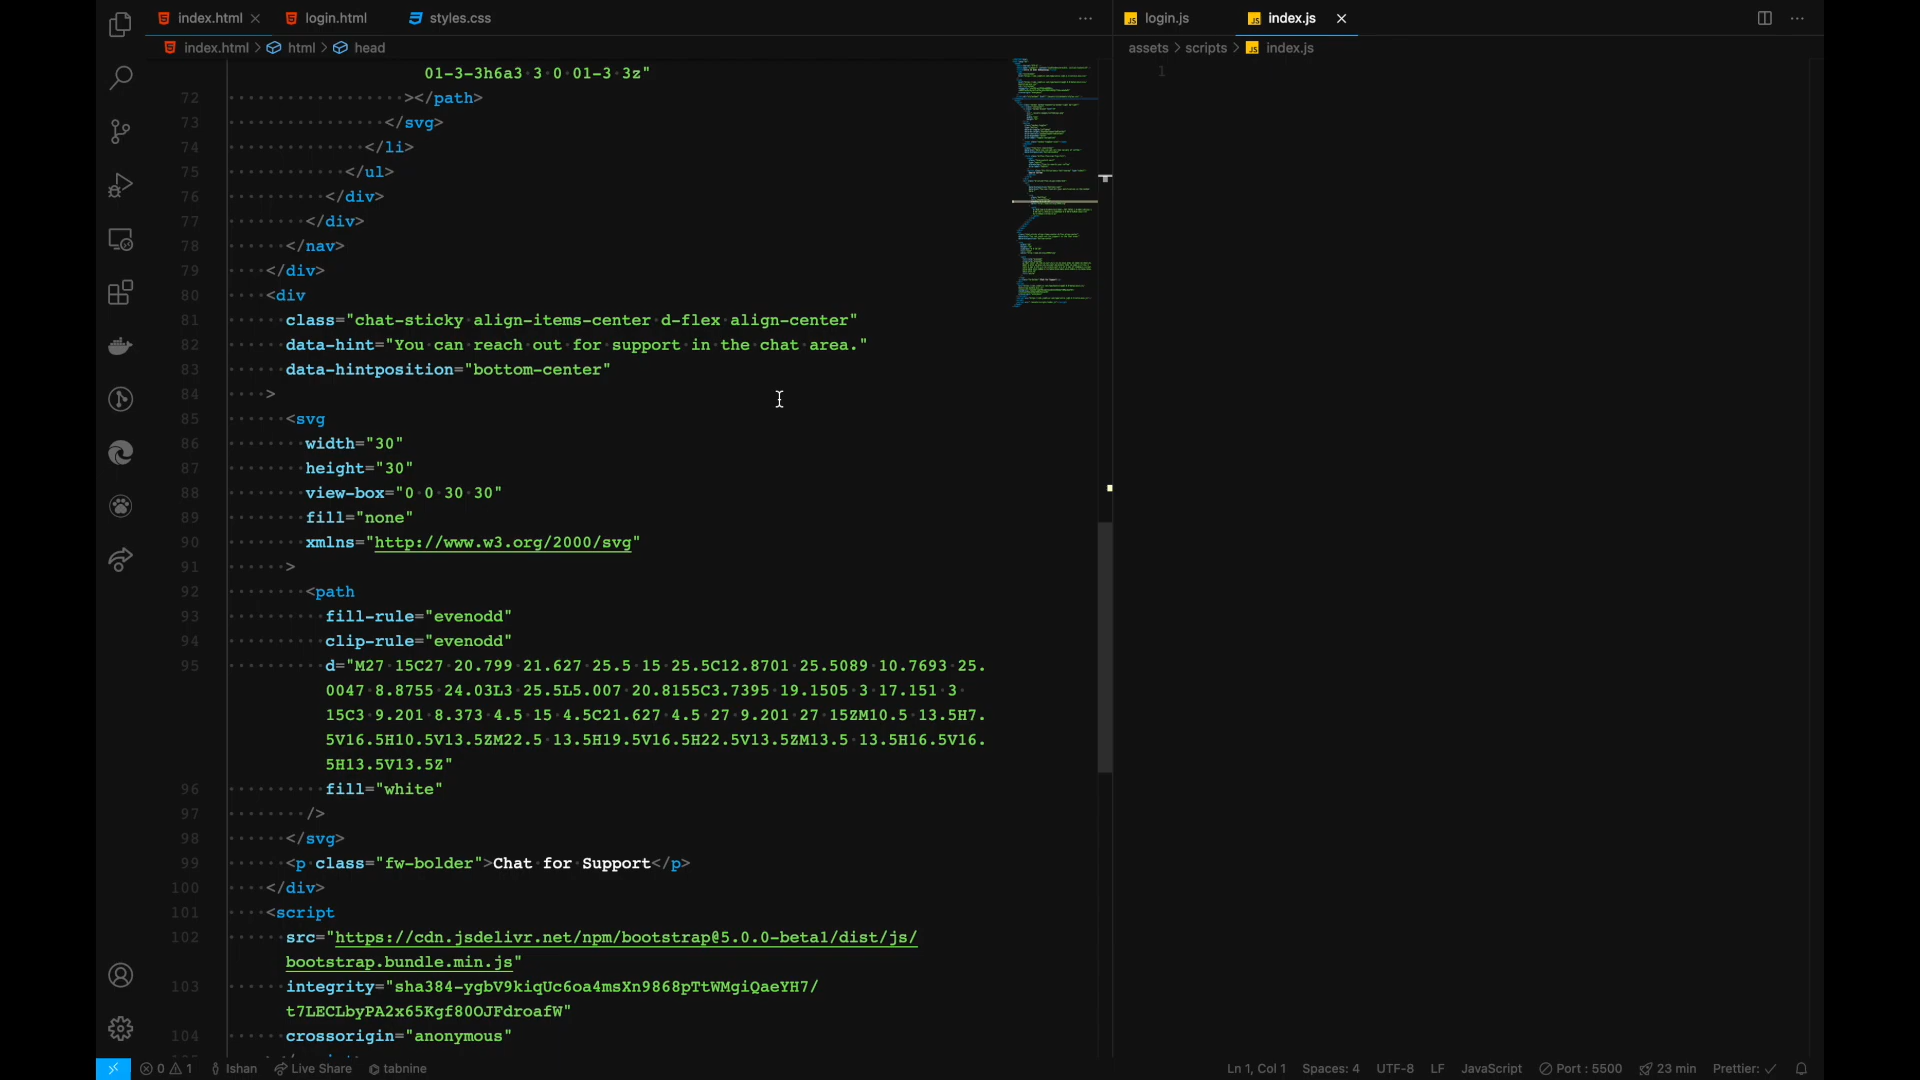 index.html login.html styles.css
index.html > html > head
01-3-3h6a3 3 0 01-3 3z"
72 ></path>
73 </svg>
74 </li>
75 </ul>
76 </div>
77 </div>
78 </nav>
79 </div>
80 <div
81 class="chat-sticky align-items-center d-flex align-center"
82 data-hint="You can reach out for support in the chat area."
83 data-hintposition="bottom-center"
84 >
85 <svg
86 width="30"
87 height="30"
88 view-box="0 0 30 30"
89 fill="none"
90 xmlns="http://www.w3.org/2000/svg"
91 >
92 <path
93 fill-rule="evenodd"
94 clip-rule="evenodd"
95 d="M27 15C27 20.799 21.627 25.5 15 25.5C12.8701 25.5089 10.7693 25.
0047 8.8755 24.03L3 25.5L5.007 20.8155C3.7395 19.1505 3 17.151 3
15C3 9.201 8.373 4.5 15 4.5C21.627 4.5 27 9.201 27 15ZM10.5 13.5H7.
5V16.5H10.5V13.5ZM22.5 13.5H19.5V16.5H22.5V13.5ZM13.5 13.5H16.5V16.
5H13.5V13.5Z"
96 fill="white"
97 />
98 </svg>
99 <p class="fw-bolder">Chat for Support</p>
100 </div>
101 <script
102 src="https://cdn.jsdelivr.net/npm/bootstrap@5.0.0-beta1/dist/js/
bootstrap.bundle.min.js"
103 integrity="sha384-ygbV9kiqUc6oa4msXn9868pTtWMgiQaeYH7/
t7LECLbyPA2x65Kgf80OJFdroafW"
104 crossorigin="anonymous"
JS login.js JS index.js
assets > scripts > JS index.js
1
0 1 Ishan Live Share tabnine
Ln 1, Col 1 Spaces: 4 UTF-8 LF JavaScript Port : 5500 23 min Prettier: ✓